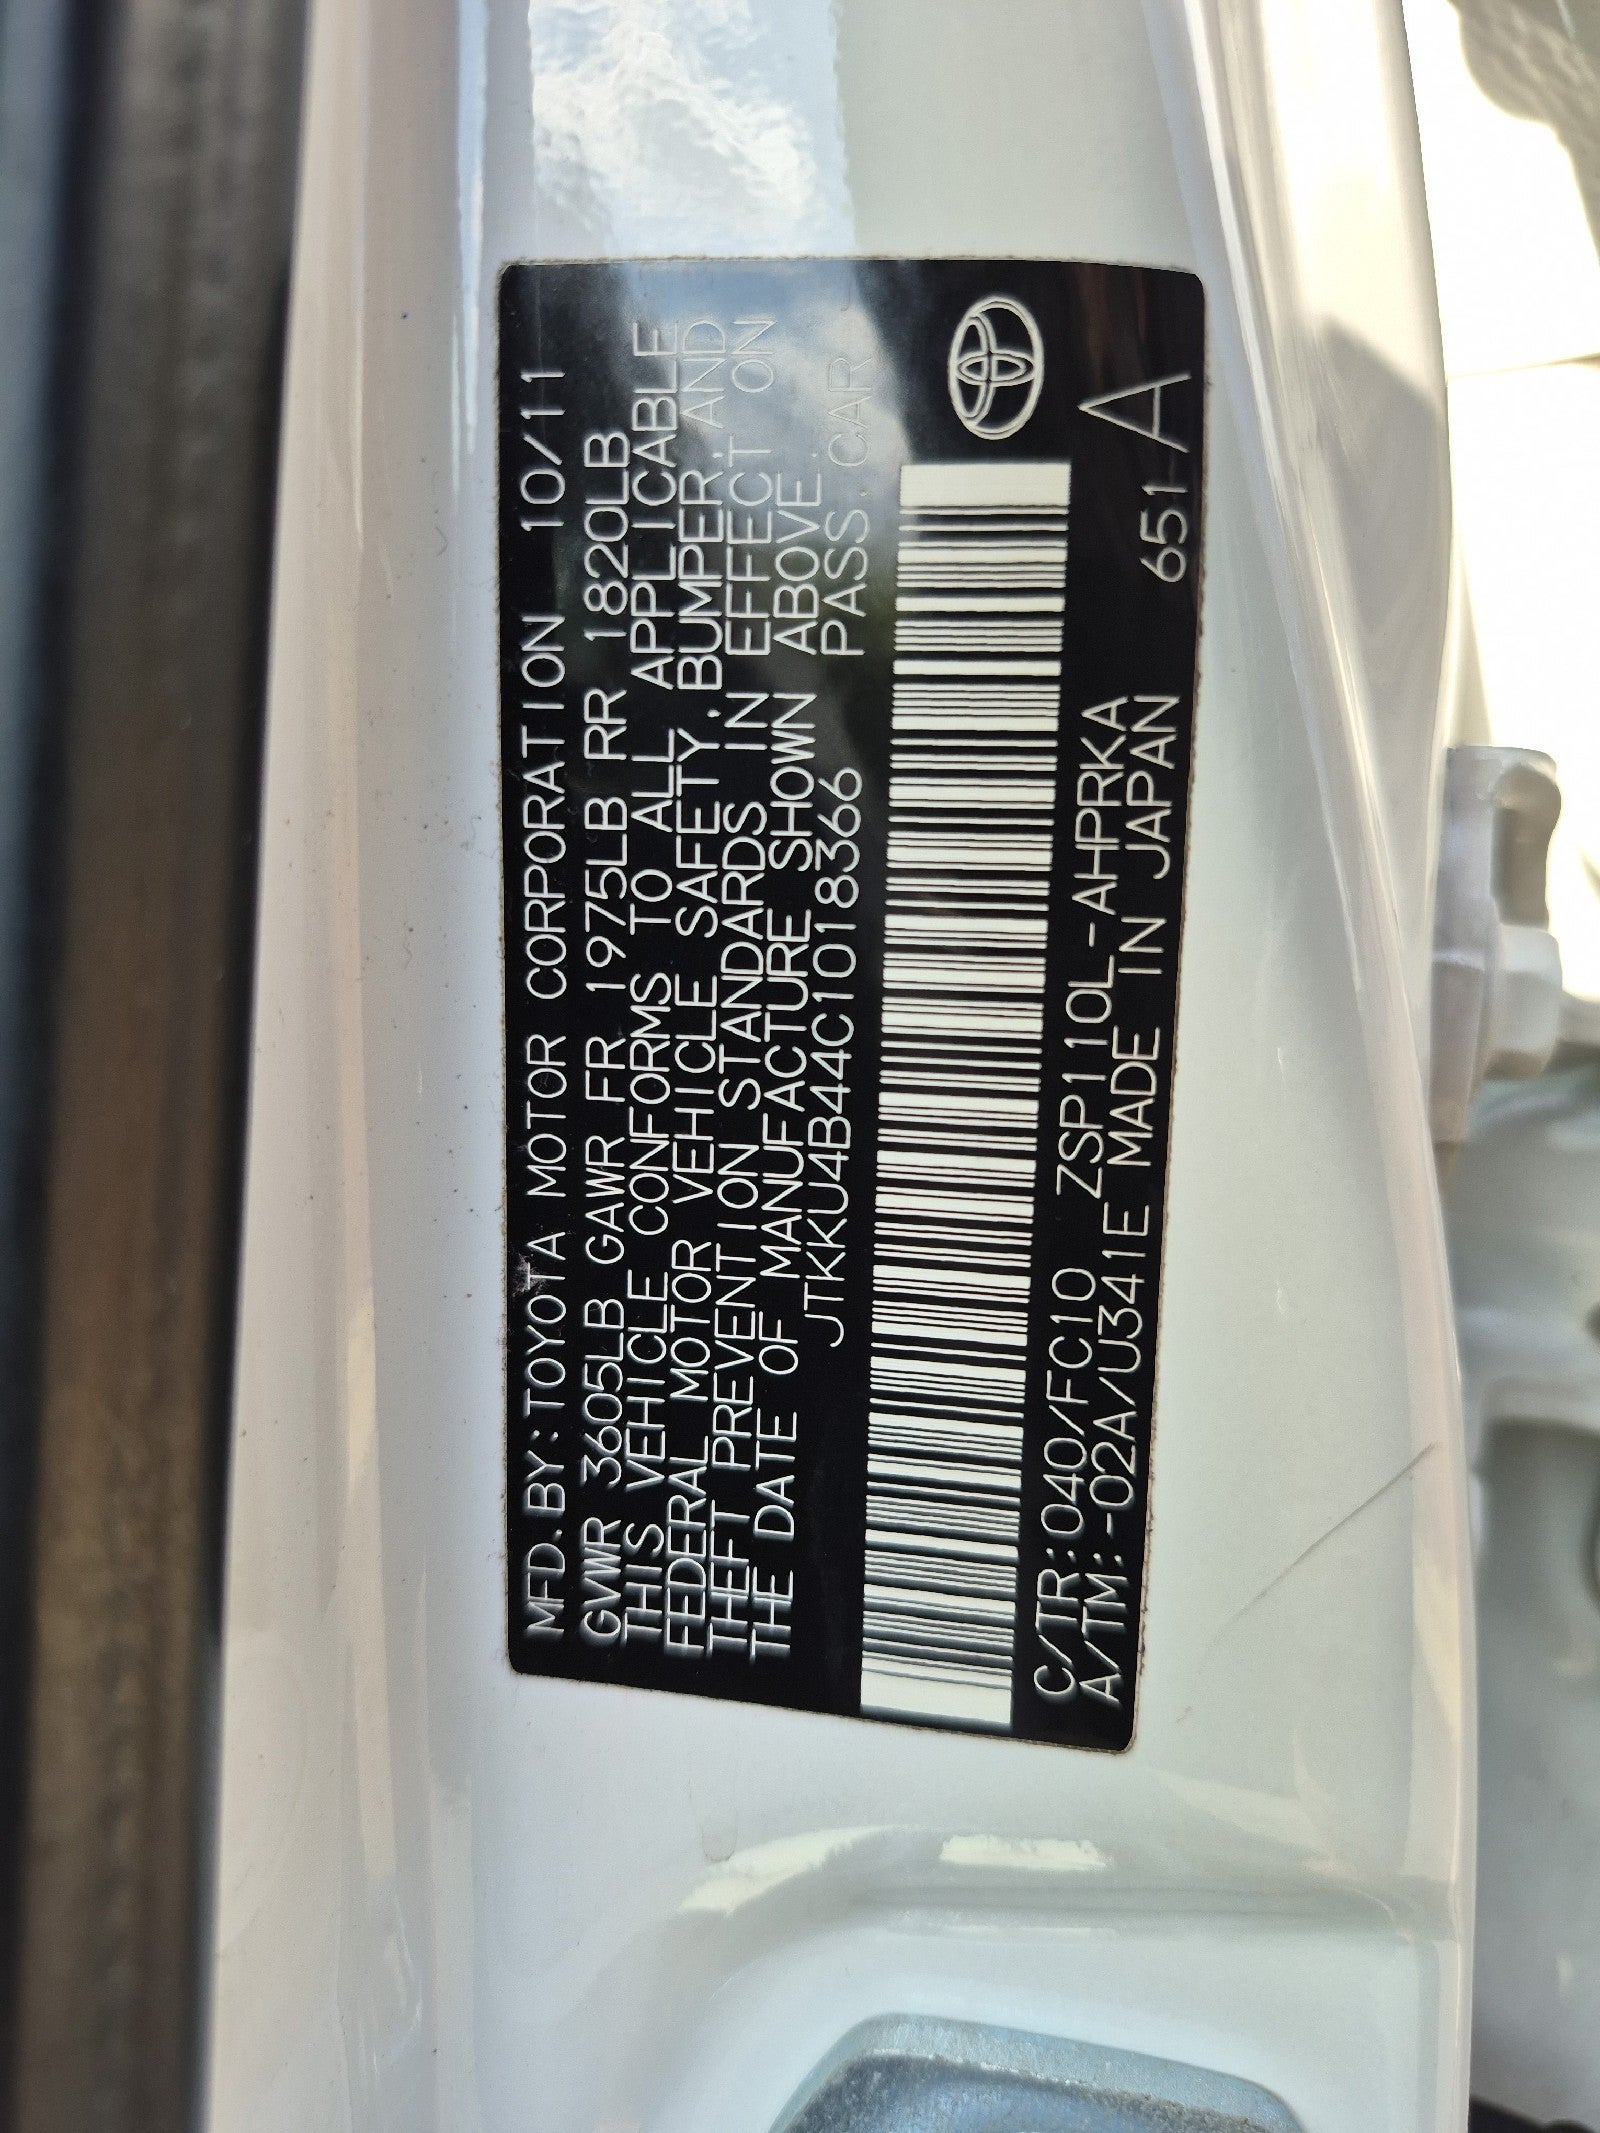 MFD.BY:TOYOTA MOTOR CORPORATION 10/11
GVWR 3605LB GAWR FR 1975LB RR 1820LB
THIS VEHICLE CONFORMS TO ALL APPLICABLE
FEDERAL MOTOR VEHICLE SAFETY,BUMPER,AND
THEFT PREVENTION STANDARDS IN EFFECT ON
THE DATE OF MANUFACTURE SHOWN ABOVE.
JTKKU4B44C1018366 PASS.CAR
C/TR:040/FC10 ZSP110L-AHPRKA
A/TM:-02A/U341E MADE IN JAPAN 651-A